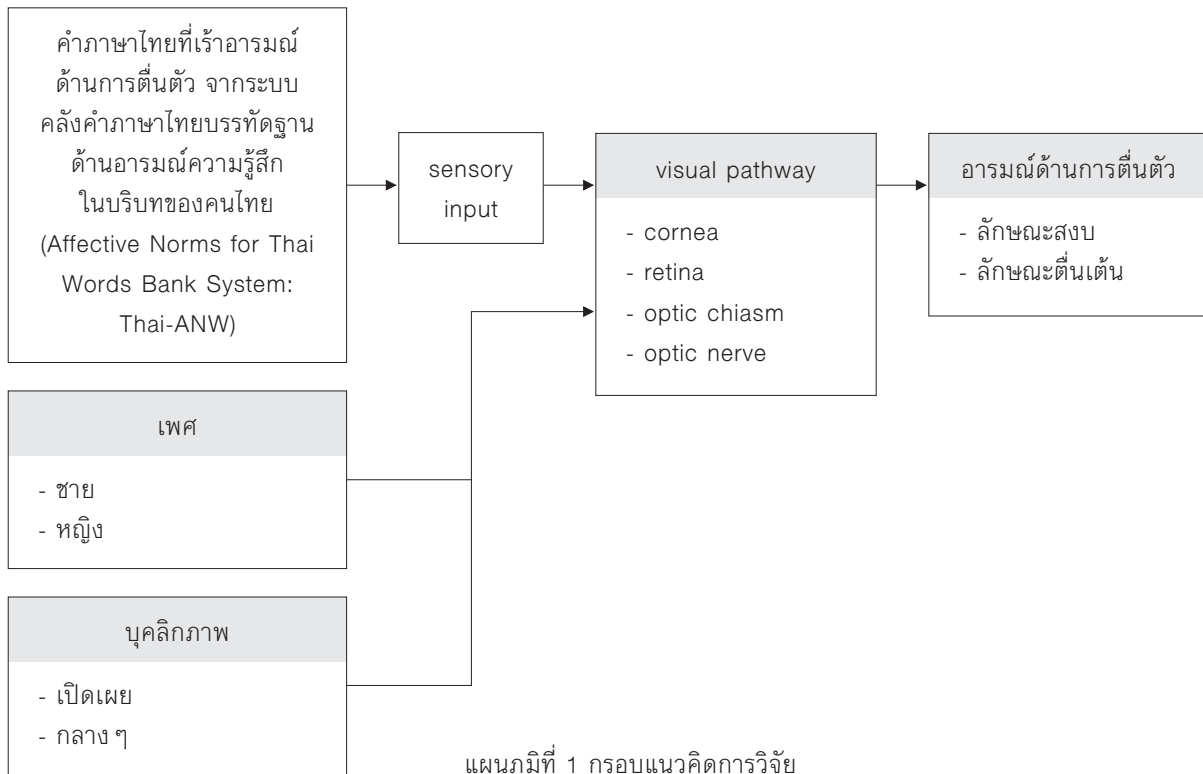 คำภาษาไทยที่เร้าอารมณ์
ด้านการตื่นตัว จากระบบ
คลังคำภาษาไทยบรรทัดฐาน
ด้านอารมณ์ความรู้สึก
ในบริบทของคนไทย
(Affective Norms for Thai
Words Bank System:
Thai-ANW)
sensory
input
visual pathway
- cornea
- retina
- optic chiasm
- optic nerve
อารมณ์ด้านการตื่นตัว
- ลักษณะสงบ
- ลักษณะตื่นเต้น
เพศ
- ชาย
- หญิง
บุคลิกภาพ
- เปิดเผย
- กลาง ๆ
แผนภูมิที่ 1 กรอบแนวคิดการวิจัย